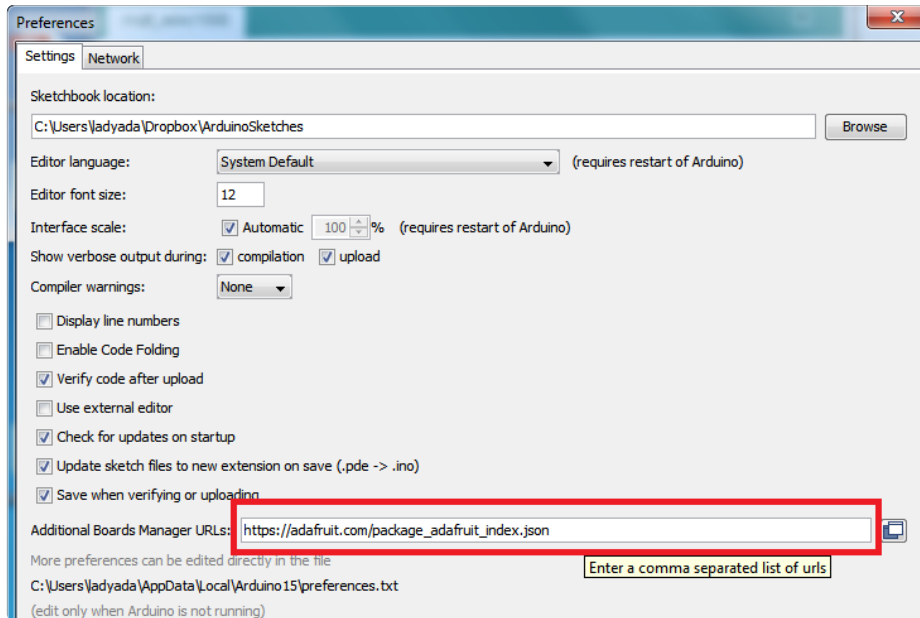 Preferences
Settings Network
Sketchbook location:
C:\Users\ladyada\Dropbox\ArduinoSketches Browse
Editor language: System Default (requires restart of Arduino)
Editor font size: 12
Interface scale: Automatic 100 % (requires restart of Arduino)
Show verbose output during: compilation upload
Compiler warnings: None
Display line numbers
Enable Code Folding
Verify code after upload
Use external editor
Check for updates on startup
Update sketch files to new extension on save (.pde -> .ino)
Save when verifying or uploading
Additional Boards Manager URLs: https://adafruit.com/package_adafruit_index.json
More preferences can be edited directly in the file
Enter a comma separated list of urls
C:\Users\ladyada\AppData\Local\Arduino15\preferences.txt
(edit only when Arduino is not running)